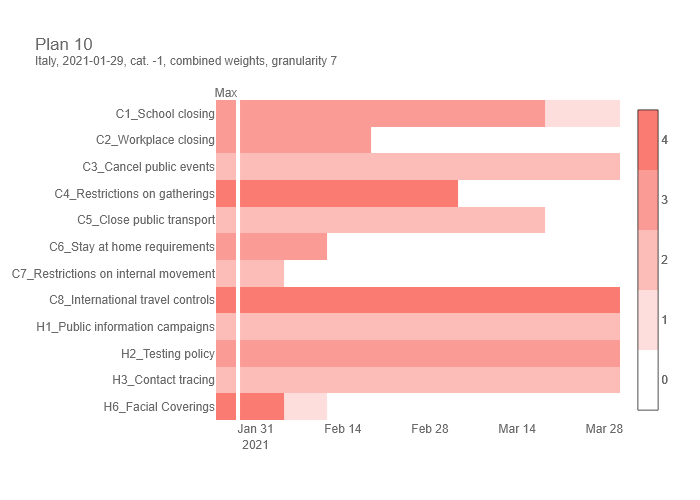 Plan 10
Italy, 2021-01-29, cat. -1, combined weights, granularity 7
Max
C1_School closing
C2_Workplace closing
C3_Cancel public events
C4_Restrictions on gatherings
C5_Close public transport
C6_Stay at home requirements
C7_Restrictions on internal movement
C8_International travel controls
H1_Public information campaigns
H2_Testing policy
H3_Contact tracing
H6_Facial Coverings
Jan 31 Feb 14 Feb 28 Mar 14 Mar 28
2021
4
3
2
1
0